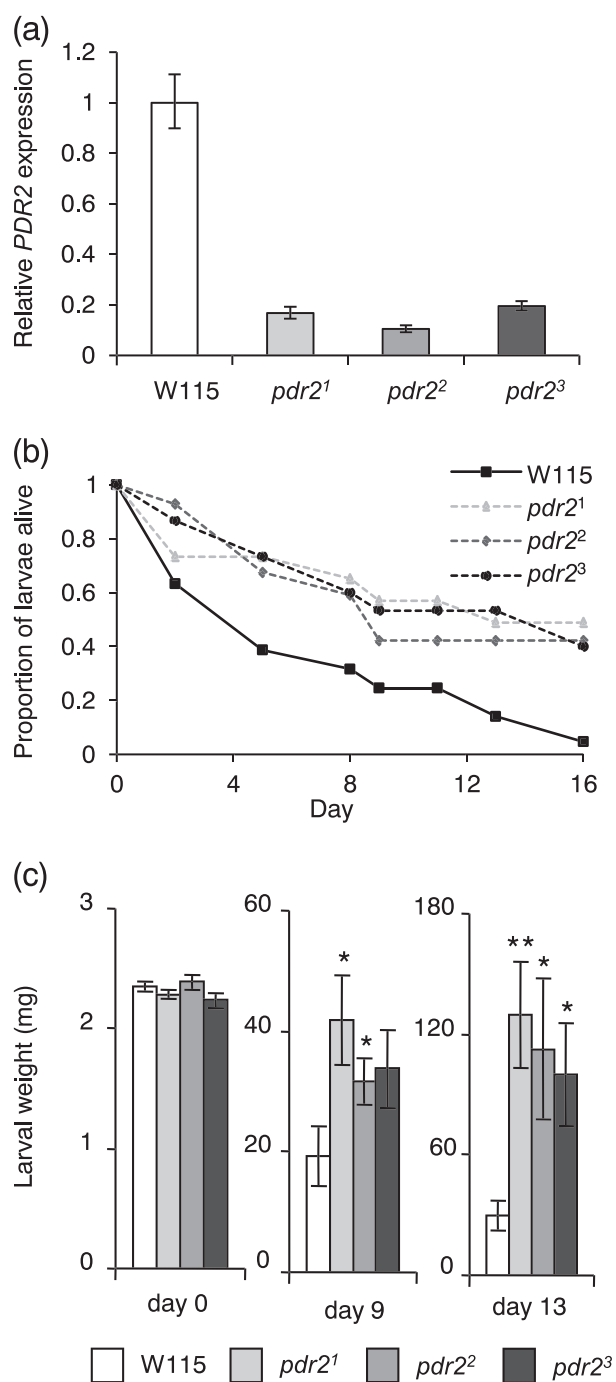 (a)
Relative PDR2 expression
1.2
1
0.8
0.6
0.4
0.2
0
W115 pdr2¹ pdr2² pdr2³
(b)
Proportion of larvae alive
1
0.8
0.6
0.4
0.2
0
0 4 8 12 16
Day
W115
pdr2¹
pdr2²
pdr2³
(c)
Larval weight (mg)
3
2
1
0
day 0
60
40
20
0
* *
day 9
180
120
60
0
** * *
day 13
W115 pdr2¹ pdr2² pdr2³